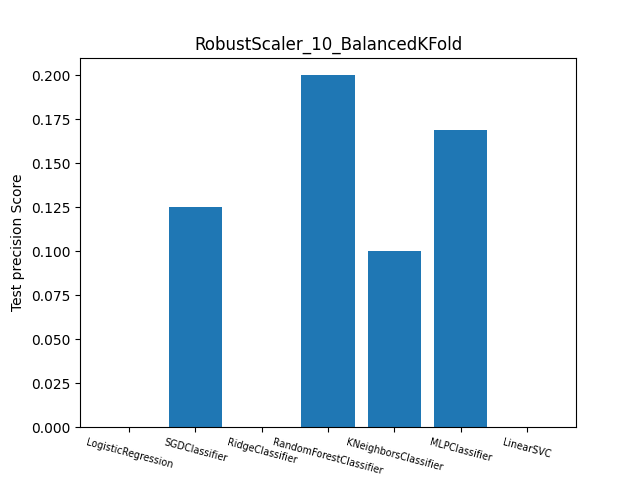 RobustScaler_10_BalancedKFold
Test precision Score
0.200
0.175
0.150
0.125
0.100
0.075
0.050
0.025
0.000
LogisticRegression
SGDClassifier
RidgeClassifier
RandomForestClassifier
KNeighborsClassifier
MLPClassifier
LinearSVC